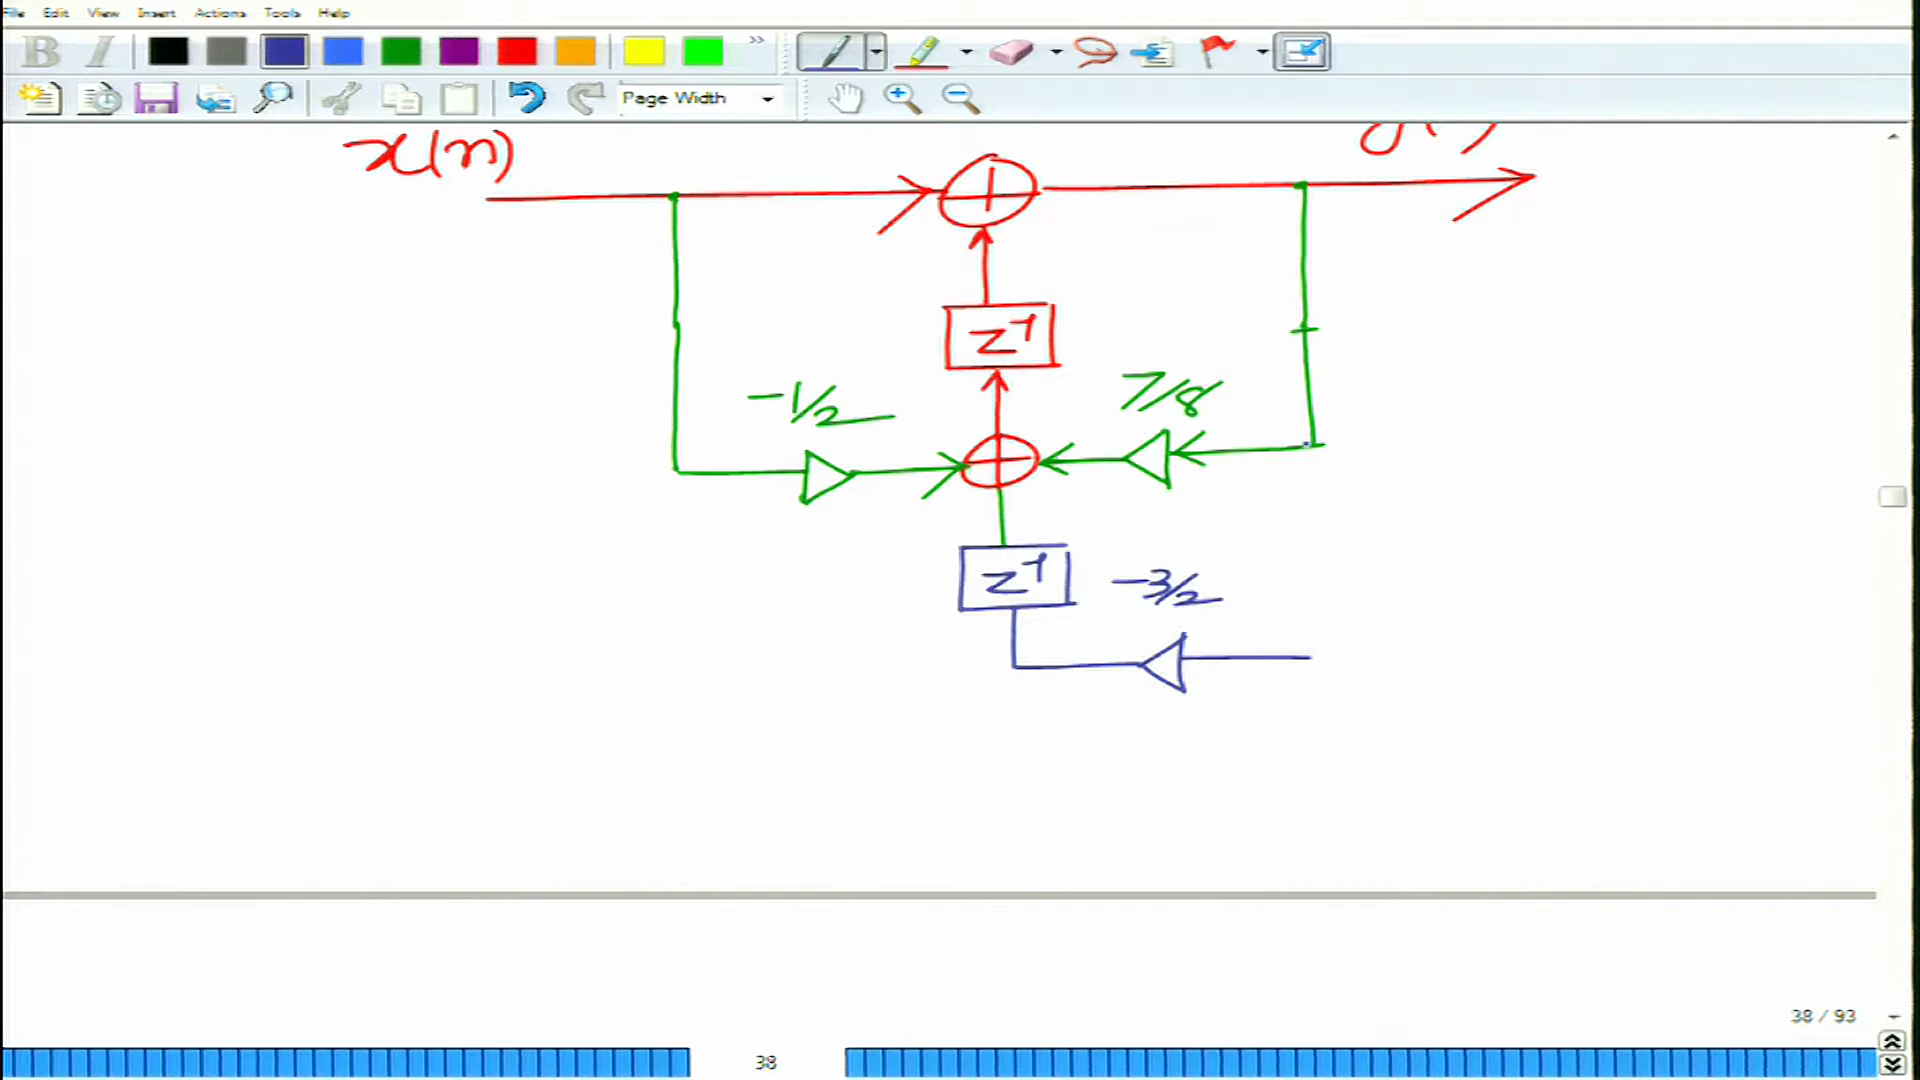 File Edit View Insert Actions Tools Help
B I
Page Width
x(n)
z⁻¹
-1/2
7/8
z⁻¹
-3/2
38 / 93
38